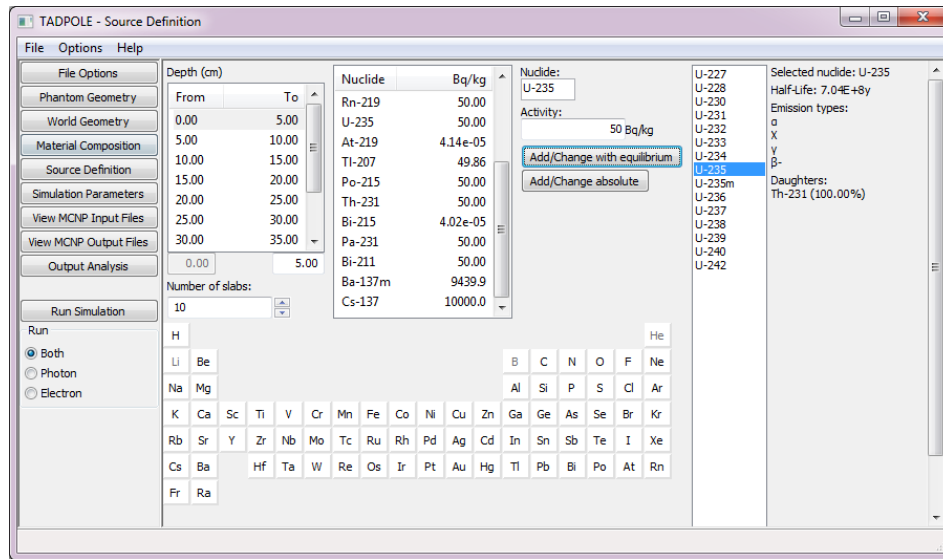 TADPOLE - Source Definition
File Options Help
File Options
Phantom Geometry
World Geometry
Material Composition
Source Definition
Simulation Parameters
View MCNP Input Files
View MCNP Output Files
Output Analysis
Run Simulation
Run
Both
Photon
Electron
Depth (cm)
From To
0.00 5.00
5.00 10.00
10.00 15.00
15.00 20.00
20.00 25.00
25.00 30.00
30.00 35.00
0.00 5.00
Number of slabs:
10
Nuclide Bq/kg
Rn-219 50.00
U-235 50.00
At-219 4.14e-05
Tl-207 49.86
Po-215 50.00
Th-231 50.00
Bi-215 4.02e-05
Pa-231 50.00
Bi-211 50.00
Ba-137m 9439.9
Cs-137 10000.0
Nuclide:
U-235
Activity:
50 Bq/kg
Add/Change with equilibrium
Add/Change absolute
H He
Li Be B C N O F Ne
Na Mg Al Si P S Cl Ar
K Ca Sc Ti V Cr Mn Fe Co Ni Cu Zn Ga Ge As Se Br Kr
Rb Sr Y Zr Nb Mo Tc Ru Rh Pd Ag Cd In Sn Sb Te I Xe
Cs Ba Hf Ta W Re Os Ir Pt Au Hg Tl Pb Bi Po At Rn
Fr Ra
U-227
U-228
U-230
U-231
U-232
U-233
U-234
U-235
U-235m
U-236
U-237
U-238
U-239
U-240
U-242
Selected nuclide: U-235
Half-Life: 7.04E+8y
Emission types:
α
X
γ
β-
Daughters:
Th-231 (100.00%)